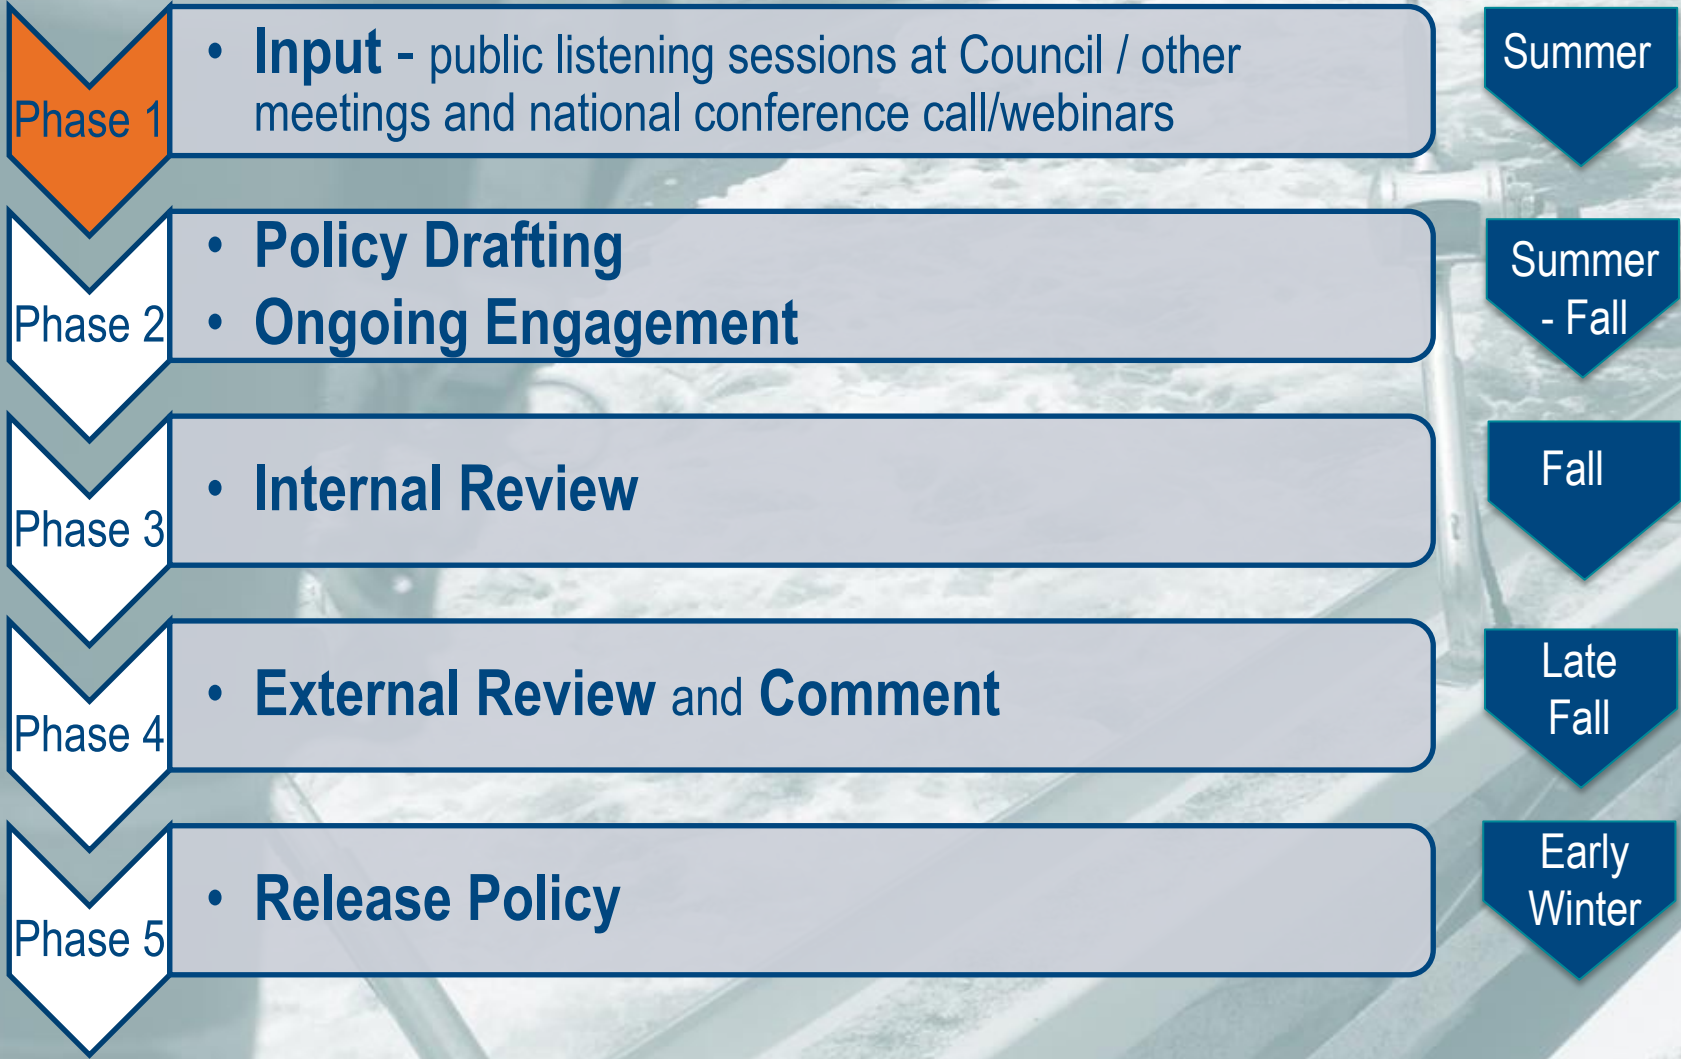 Phase 1
• Input - public listening sessions at Council / other
meetings and national conference call/webinars
Summer
Phase 2
• Policy Drafting
• Ongoing Engagement
Summer
- Fall
Phase 3
• Internal Review
Fall
Phase 4
• External Review and Comment
Late
Fall
Phase 5
• Release Policy
Early
Winter